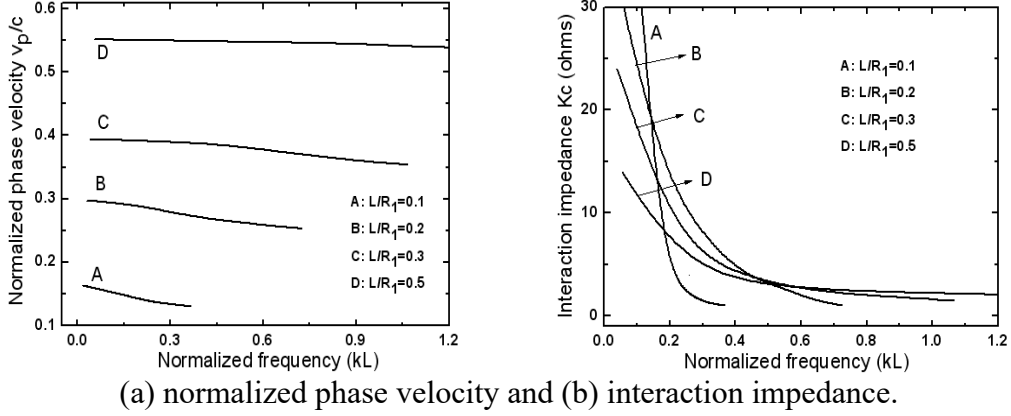 Normalized phase velocity vp/c
0.6
0.5
0.4
0.3
0.2
0.1
D
C
B
A
A: L/R1=0.1
B: L/R1=0.2
C: L/R1=0.3
D: L/R1=0.5
0.0 0.3 0.6 0.9 1.2
Normalized frequency (kL)
Interaction impedance Kc (ohms)
30
20
10
0
A
B
C
D
A: L/R1=0.1
B: L/R1=0.2
C: L/R1=0.3
D: L/R1=0.5
0.0 0.2 0.4 0.6 0.8 1.0 1.2
Normalized frequency (kL)
(a) normalized phase velocity and (b) interaction impedance.